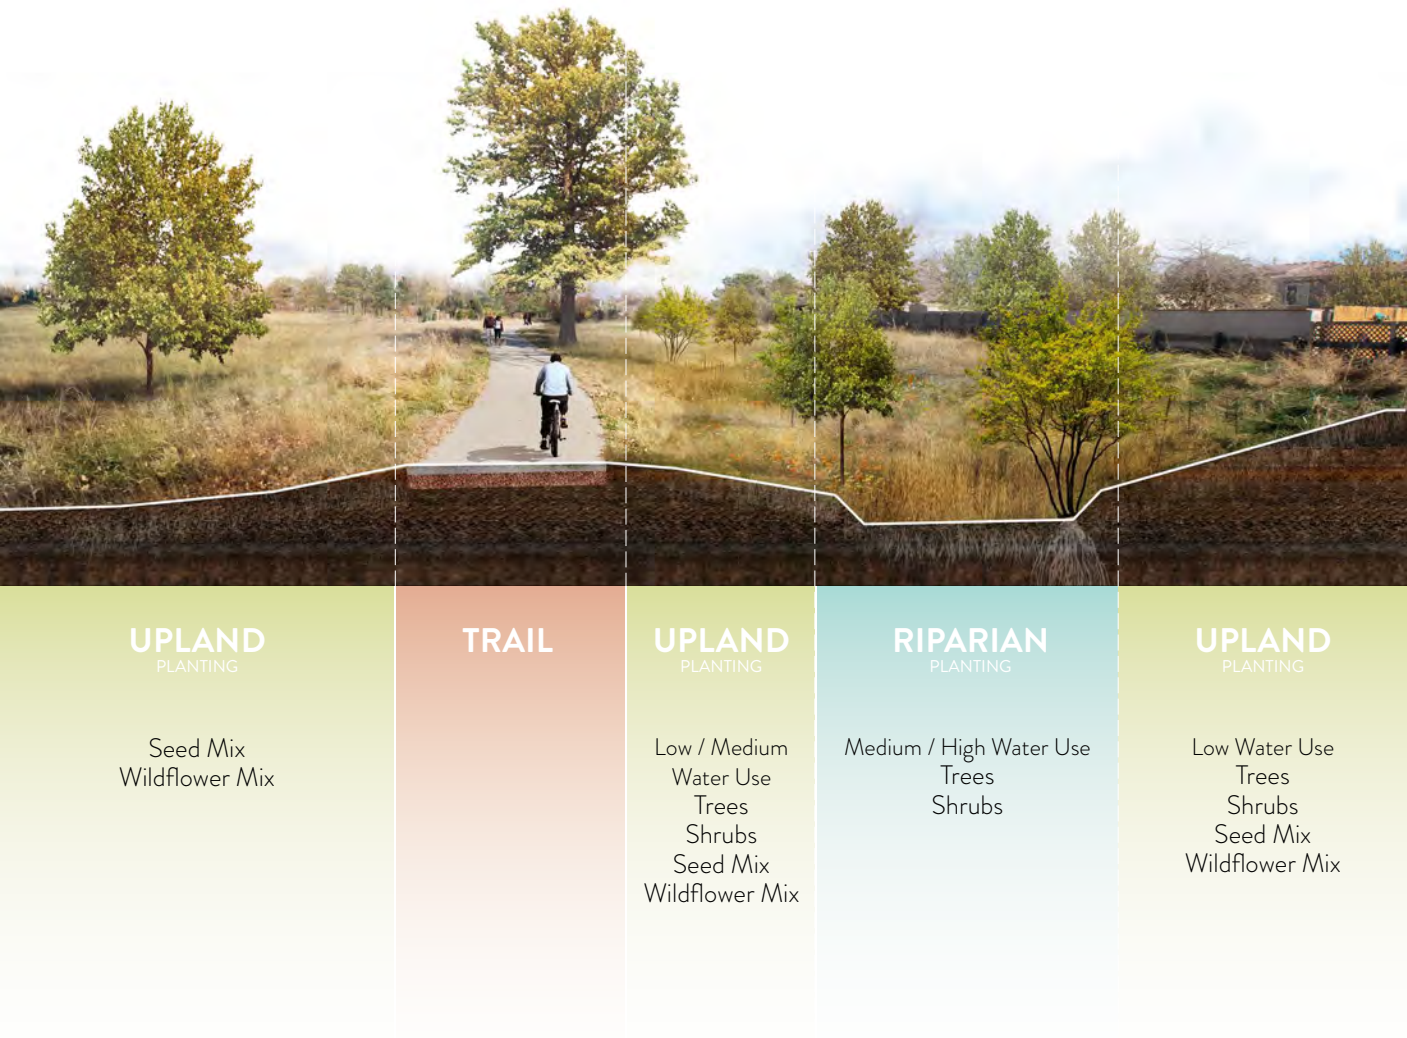 UPLAND
PLANTING
Seed Mix
Wildflower Mix
TRAIL
UPLAND
PLANTING
Low / Medium
Water Use
Trees
Shrubs
Seed Mix
Wildflower Mix
RIPARIAN
PLANTING
Medium / High Water Use
Trees
Shrubs
UPLAND
PLANTING
Low Water Use
Trees
Shrubs
Seed Mix
Wildflower Mix